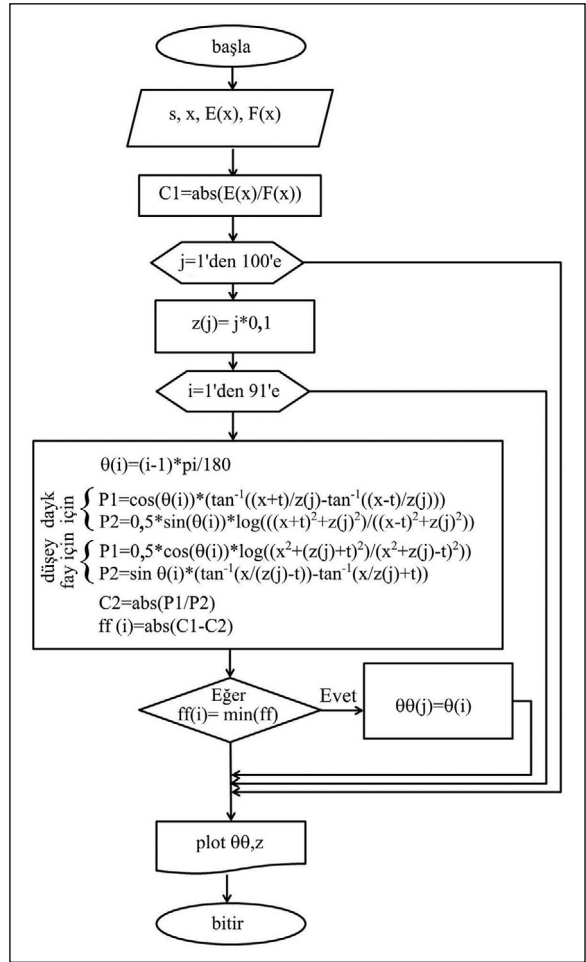 başla
s, x, E(x), F(x)
C1=abs(E(x)/F(x))
j=1'den 100'e
z(j)= j*0,1
i=1'den 91'e
θ(i)=(i-1)*pi/180
dayk için
P1=cos(θ(i))*(tan⁻¹((x+t)/z(j)-tan⁻¹((x-t)/z(j)))
P2=0,5*sin(θ(i))*log(((x+t)²+z(j)²)/((x-t)²+z(j)²))
düşey fay için
P1=0,5*cos(θ(i))*log((x²+(z(j)+t)²)/(x²+z(j)-t)²))
P2=sin θ(i)*(tan⁻¹(x/(z(j)-t))-tan⁻¹(x/z(j)+t))
C2=abs(P1/P2)
ff (i)=abs(C1-C2)
Eğer
ff(i)= min(ff)
Evet
θθ(j)=θ(i)
plot θθ,z
bitir